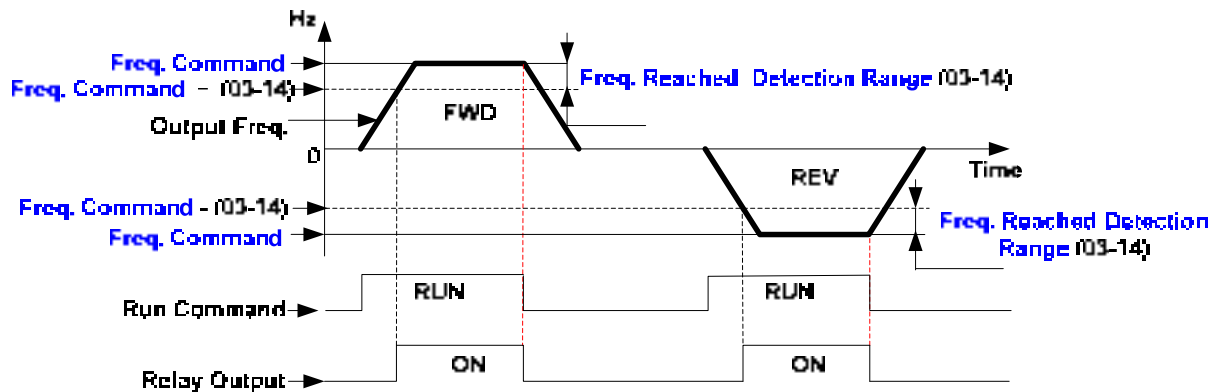 Hz
Freq. Command
Freq. Command - (03-14)
Freq. Reached Detection Range (03-14)
Output Freq.
FWD
0
Time
REV
Freq. Command - (03-14)
Freq. Command
Freq. Reached Detection
Range (03-14)
Run Command
RUN
RUN
Relay Output
ON
ON